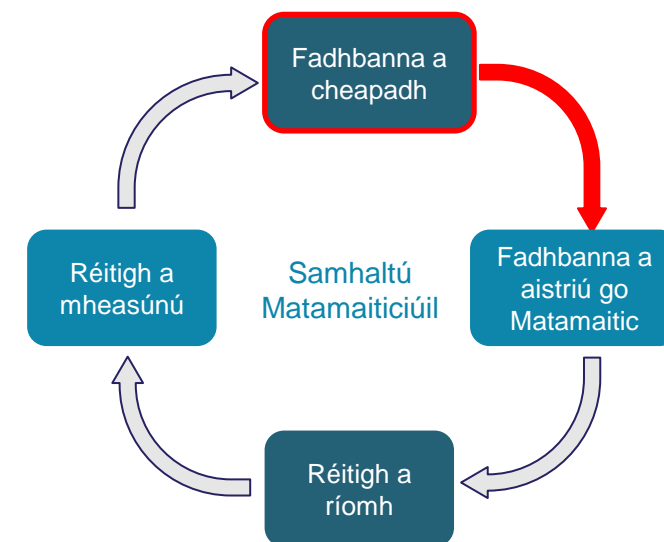 Fadhbanna a
cheapadh
Réitigh a
mheasúnú
Samhaltú
Matamaiticiúil
Fadhbanna a
aistriú go
Matamaitic
Réitigh a
ríomh